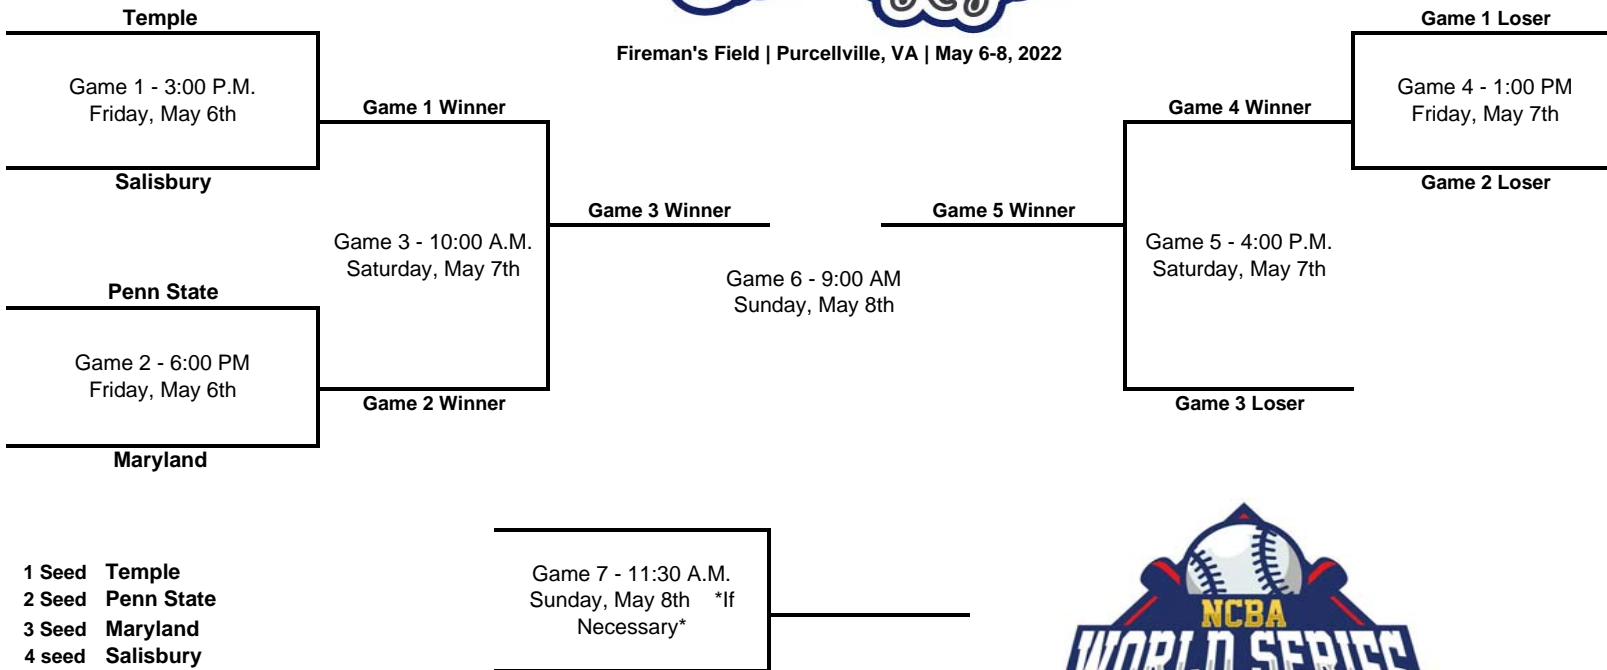 Temple
Game 1 Loser
Fireman's Field | Purcellville, VA | May 6-8, 2022
Game 1 - 3:00 P.M.
Friday, May 6th
Game 4 - 1:00 PM
Friday, May 7th
Game 1 Winner
Game 4 Winner
Salisbury
Game 2 Loser
Game 3 Winner
Game 5 Winner
Game 3 - 10:00 A.M.
Saturday, May 7th
Game 5 - 4:00 P.M.
Saturday, May 7th
Game 6 - 9:00 AM
Sunday, May 8th
Penn State
Game 2 - 6:00 PM
Friday, May 6th
Game 2 Winner
Game 3 Loser
Maryland
1 Seed Temple
2 Seed Penn State
3 Seed Maryland
4 seed Salisbury
Game 7 - 11:30 A.M.
Sunday, May 8th *If
Necessary*
NCBA
WORLD SERIES